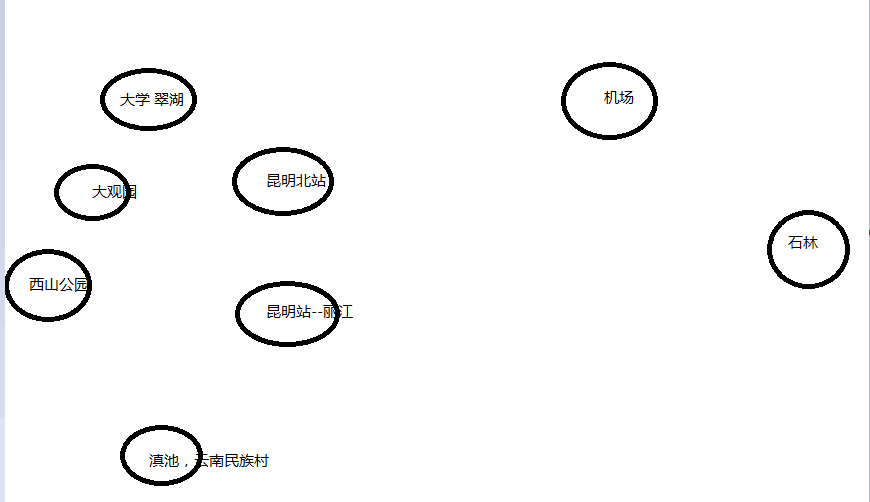 大学 翠湖
机场
昆明北站
大观园
石林
西山公园
昆明站--丽江
滇池，云南民族村